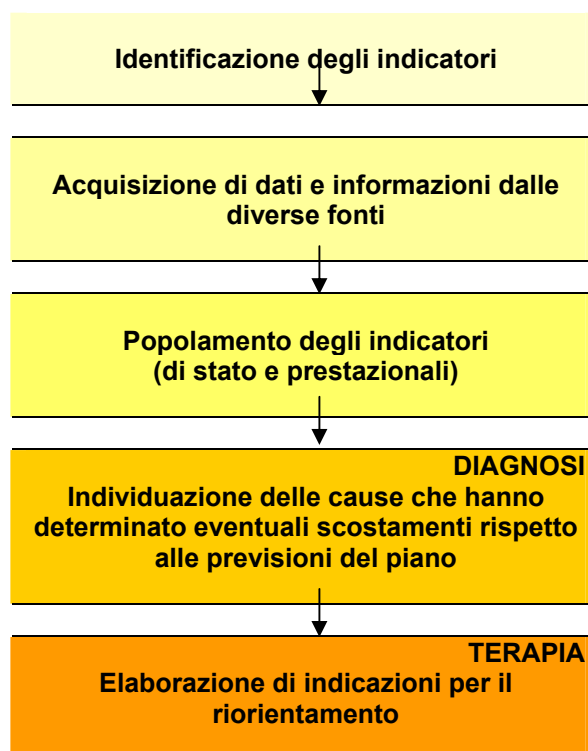 Identificazione degli indicatori
Acquisizione di dati e informazioni dalle
diverse fonti
Popolamento degli indicatori
(di stato e prestazionali)
DIAGNOSI
Individuazione delle cause che hanno
determinato eventuali scostamenti rispetto
alle previsioni del piano
TERAPIA
Elaborazione di indicazioni per il
riorientamento